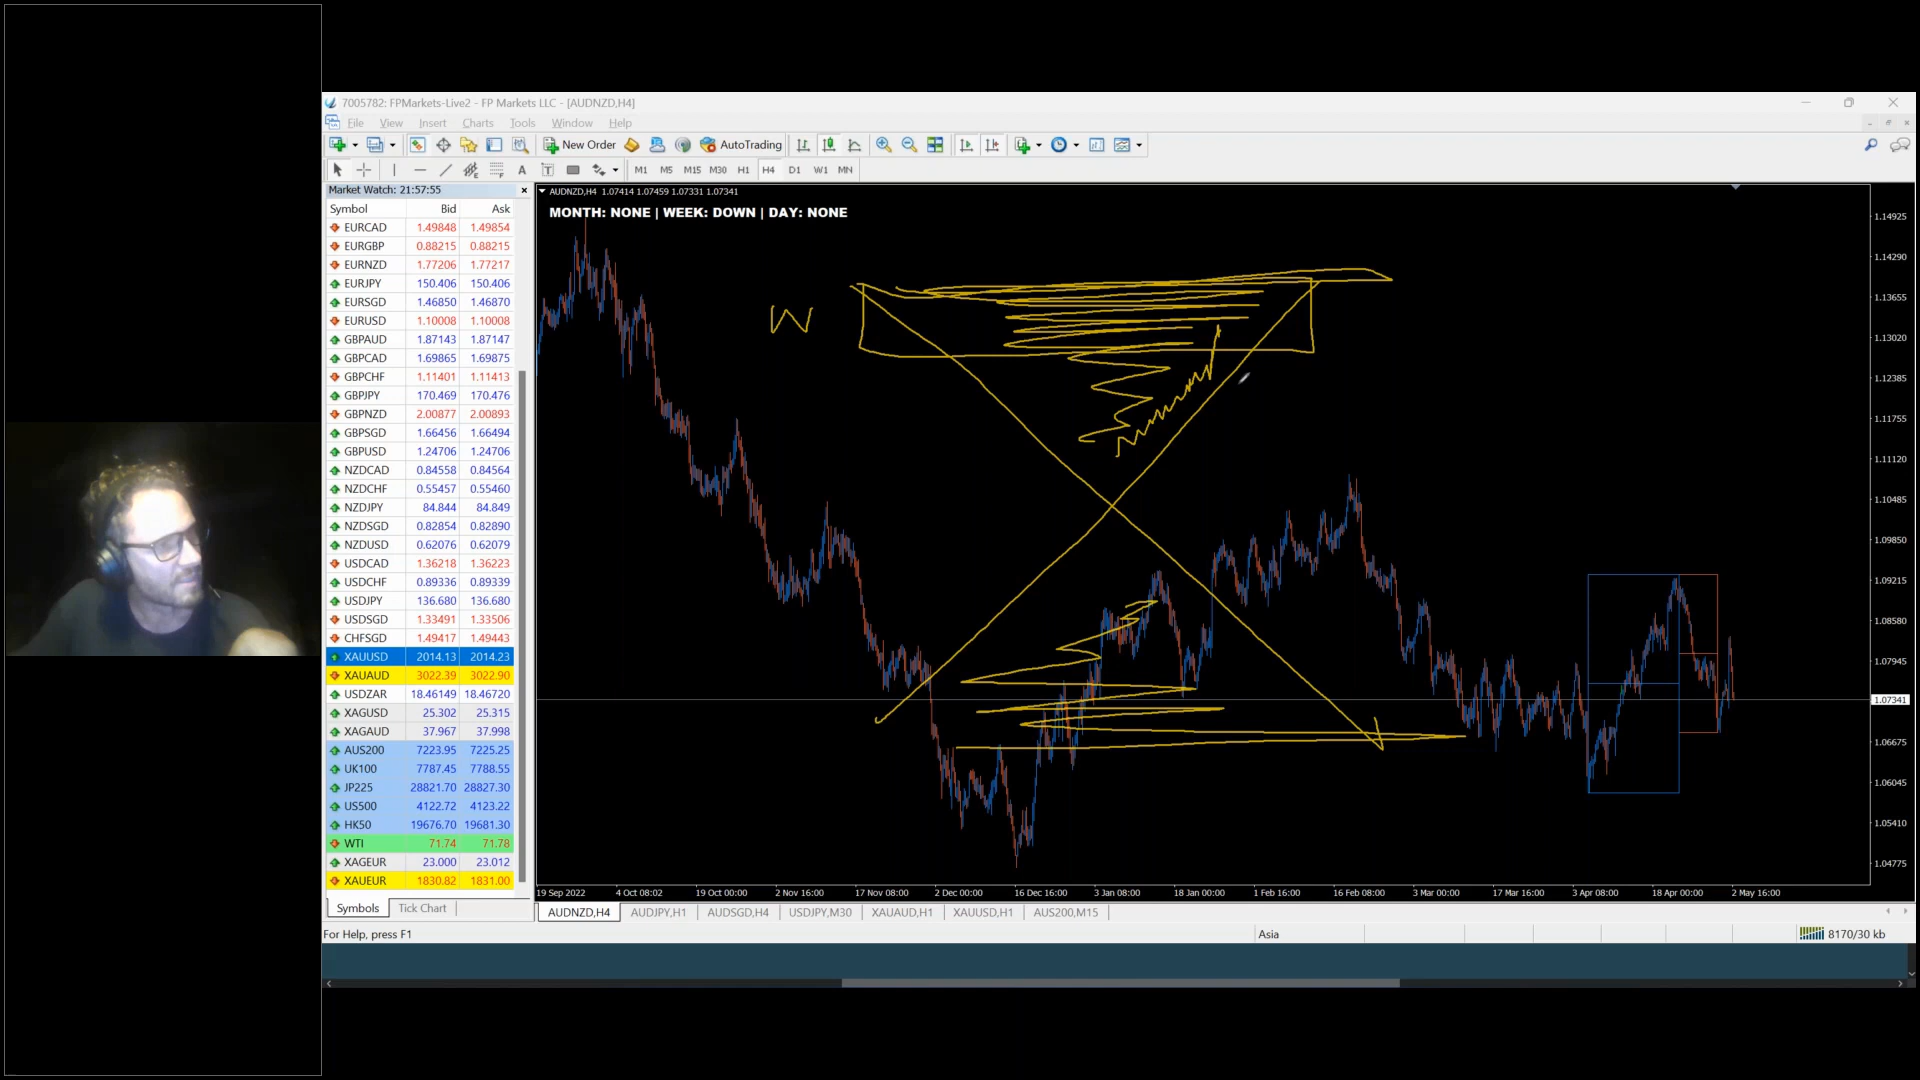 7005782: FPMarkets-Live2 - FP Markets LLC - [AUDNZD,H4]
File View Insert Charts Tools Window Help
New Order AutoTrading
A T M1 M5 M15 M30 H1 H4 D1 W1 MN
Market Watch: 21:57:55
Symbol Bid Ask
EURCAD 1.49848 1.49854
EURGBP 0.88215 0.88215
EURNZD 1.77206 1.77217
EURJPY 150.406 150.406
EURSGD 1.46850 1.46870
EURUSD 1.10008 1.10008
GBPAUD 1.87143 1.87147
GBPCAD 1.69865 1.69875
GBPCHF 1.11401 1.11413
GBPJPY 170.469 170.476
GBPNZD 2.00877 2.00893
GBPSGD 1.66456 1.66494
GBPUSD 1.24706 1.24706
NZDCAD 0.84558 0.84564
NZDCHF 0.55457 0.55460
NZDJPY 84.844 84.849
NZDSGD 0.82854 0.82890
NZDUSD 0.62076 0.62079
USDCAD 1.36218 1.36223
USDCHF 0.89336 0.89339
USDJPY 136.680 136.680
USDSGD 1.33491 1.33506
CHFSGD 1.49417 1.49443
XAUUSD 2014.13 2014.23
XAUAUD 3022.39 3022.90
USDZAR 18.46149 18.46720
XAGUSD 25.302 25.315
XAGAUD 37.967 37.998
AUS200 7223.95 7225.25
UK100 7787.45 7788.55
JP225 28821.70 28827.30
US500 4122.72 4123.22
HK50 19676.70 19681.30
WTI 71.74 71.78
XAGEUR 23.000 23.012
XAUEUR 1830.82 1831.00
Symbols Tick Chart
AUDNZD,H4 1.07414 1.07459 1.07331 1.07341
MONTH: NONE | WEEK: DOWN | DAY: NONE
W
1.14925
1.14290
1.13655
1.13020
1.12385
1.11755
1.11120
1.10485
1.09850
1.09215
1.08580
1.07945
1.07341
1.06675
1.06045
1.05410
1.04775
19 Sep 2022 4 Oct 08:02 19 Oct 00:00 2 Nov 16:00 17 Nov 08:00 2 Dec 00:00 16 Dec 16:00 3 Jan 08:00 18 Jan 00:00 1 Feb 16:00 16 Feb 08:00 3 Mar 00:00 17 Mar 16:00 3 Apr 08:00 18 Apr 00:00 2 May 16:00
AUDNZD,H4 AUDJPY,H1 AUDSGD,H4 USDJPY,M30 XAUAUD,H1 XAUUSD,H1 AUS200,M15
For Help, press F1 Asia 8170/30 kb